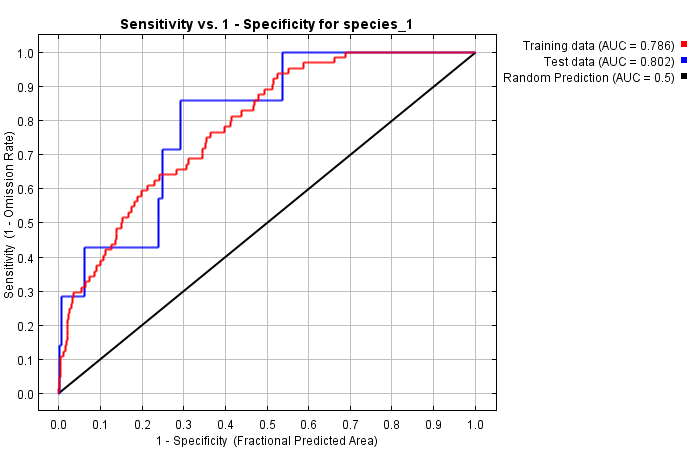 Sensitivity vs. 1 - Specificity for species_1
Training data (AUC = 0.786)
Test data (AUC = 0.802)
Random Prediction (AUC = 0.5)
Sensitivity (1 - Omission Rate)
1.0
0.9
0.8
0.7
0.6
0.5
0.4
0.3
0.2
0.1
0.0
0.0 0.1 0.2 0.3 0.4 0.5 0.6 0.7 0.8 0.9 1.0
1 - Specificity (Fractional Predicted Area)